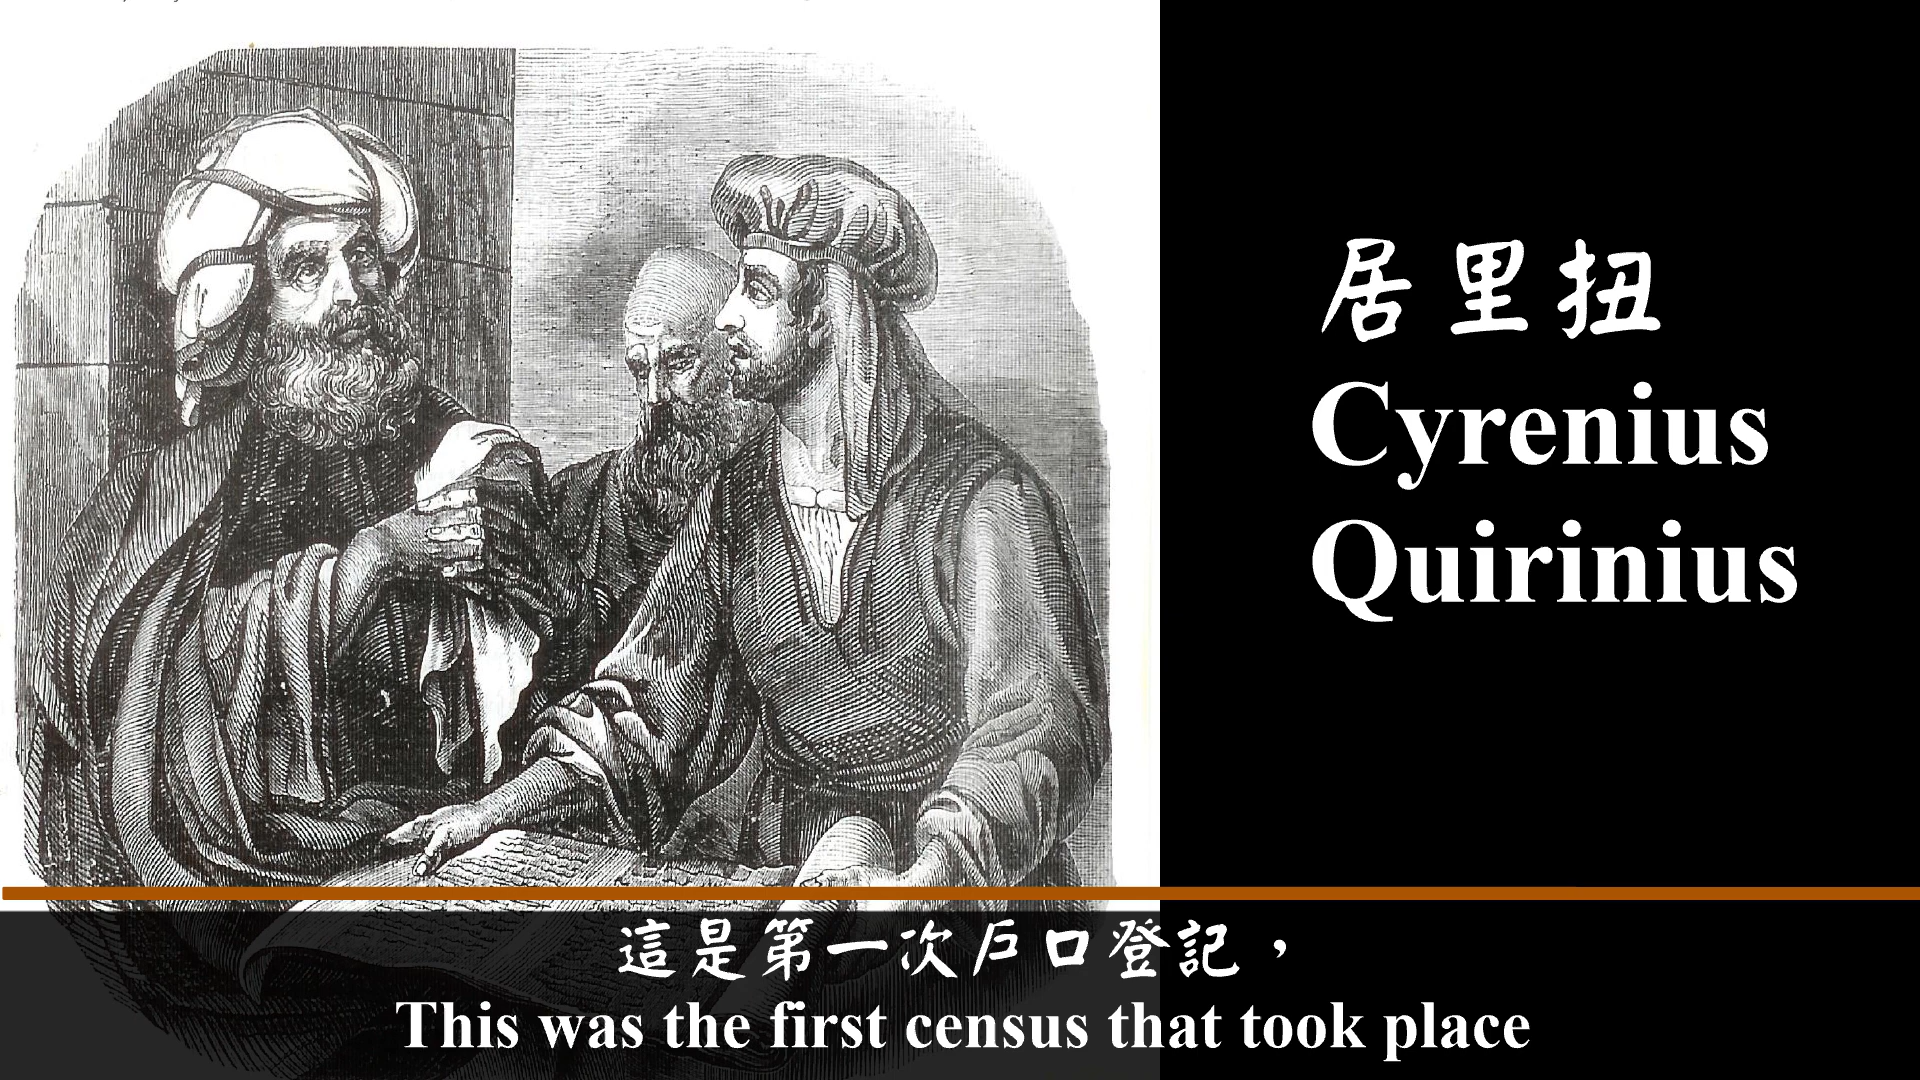 居里扭
Cyrenius
Quirinius
這是第一次戶口登記，
This was the first census that took place